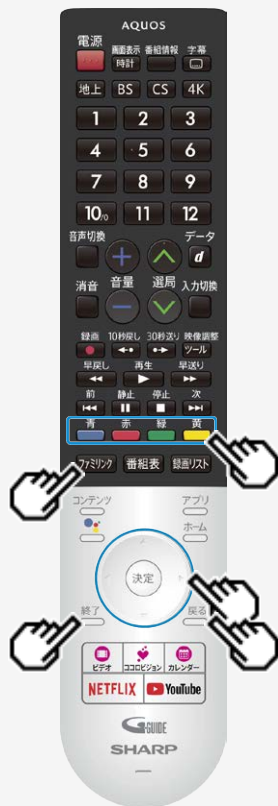 AQUOS
電源
画面表示 番組情報 字幕
時計
地上 BS CS 4K
1 2 3
4 5 6
7 8 9
10/0 11 12
音声切換 データ
d
消音 音量 選局 入力切換
録画 10秒戻し 30秒送り 映像調整
ツール
早戻し 再生 早送り
前 静止 停止 次
青 赤 緑 黄
ファミリンク 番組表 録画リスト
コンテンツ アプリ
ホーム
決定
終了 戻る
ビデオ ココロビジョン カレンダー
NETFLIX YouTube
G-GUIDE
SHARP